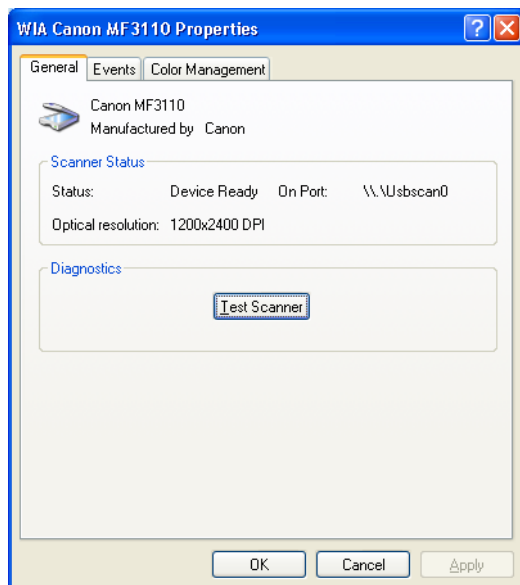 WIA Canon MF3110 Properties
?
General Events Color Management
Canon MF3110
Manufactured by Canon
Scanner Status
Status: Device Ready On Port: \\.\Usbscan0
Optical resolution: 1200x2400 DPI
Diagnostics
Test Scanner
OK Cancel Apply